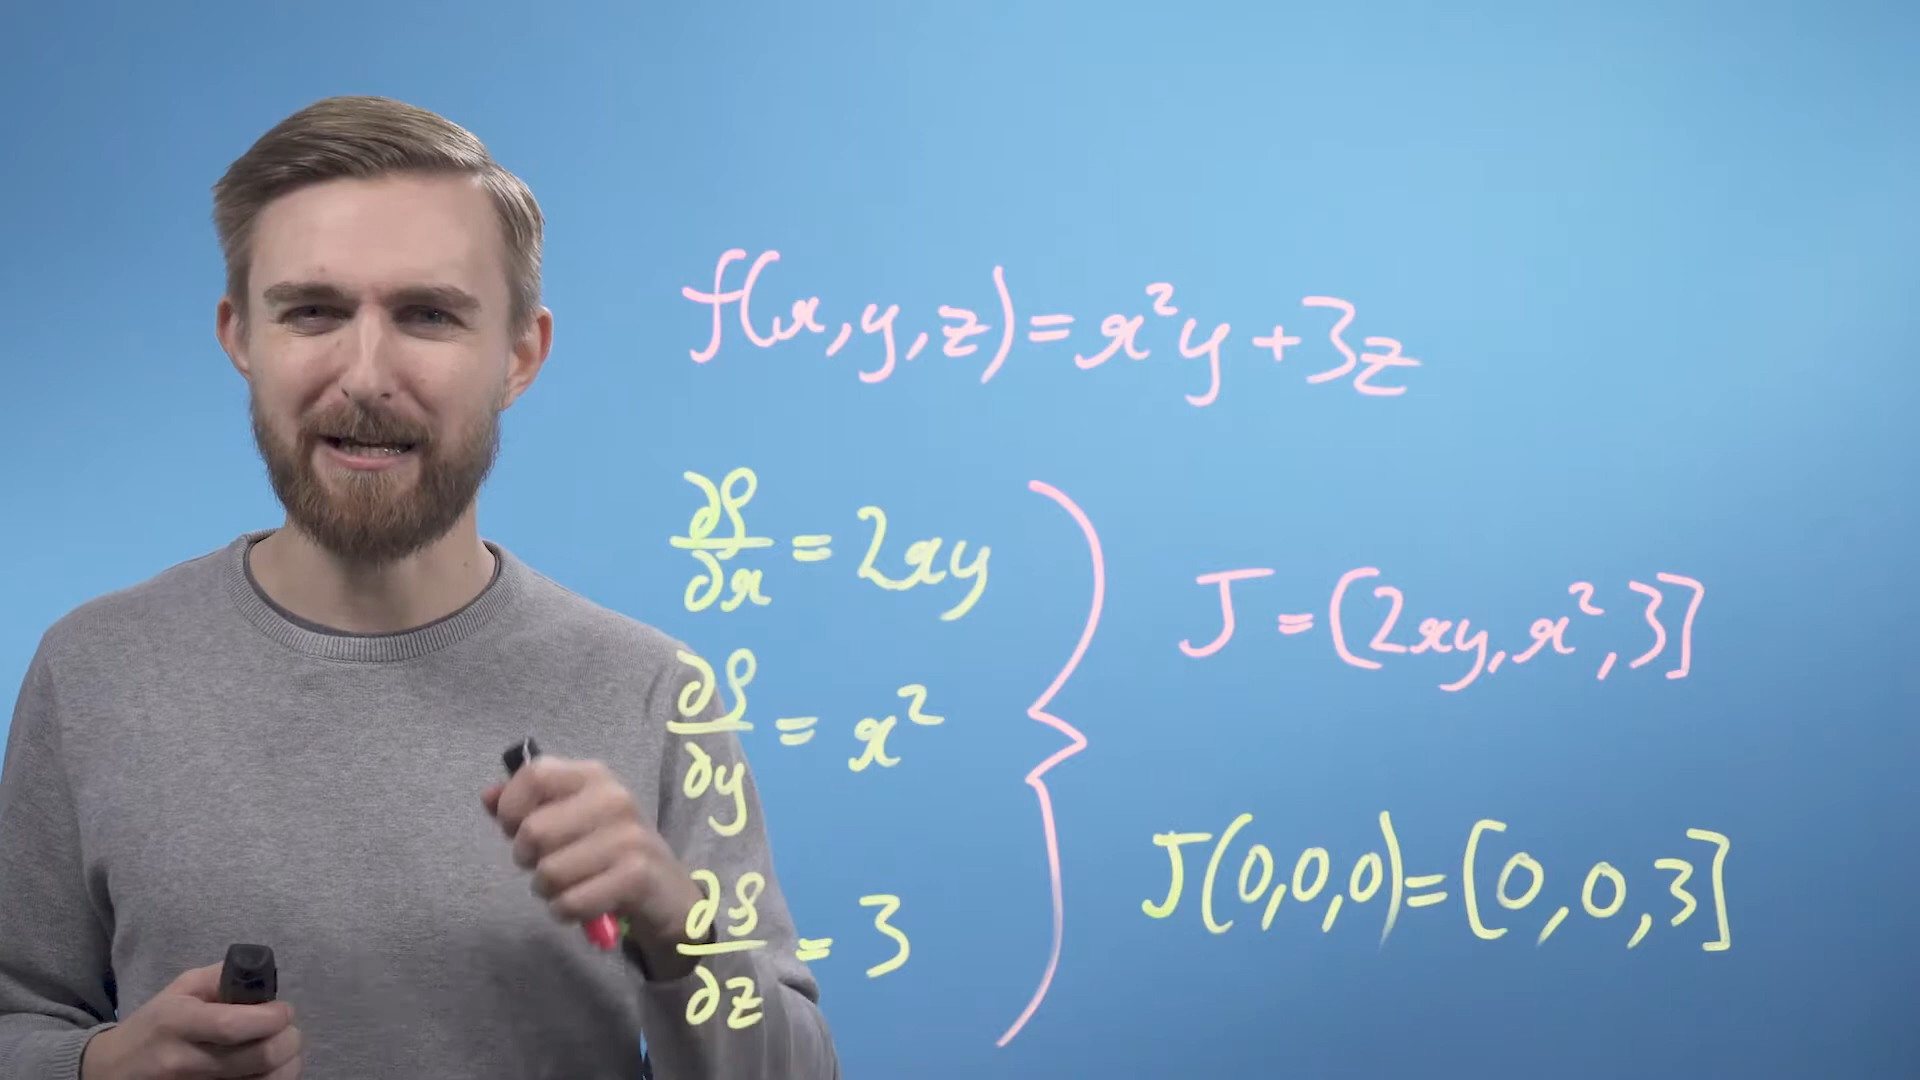 f(x,y,z)=x²y+3z
∂f/∂x = 2xy
∂f/∂y = x²
∂f/∂z = 3
J = [2xy, x², 3]
J(0,0,0)=[0,0,3]